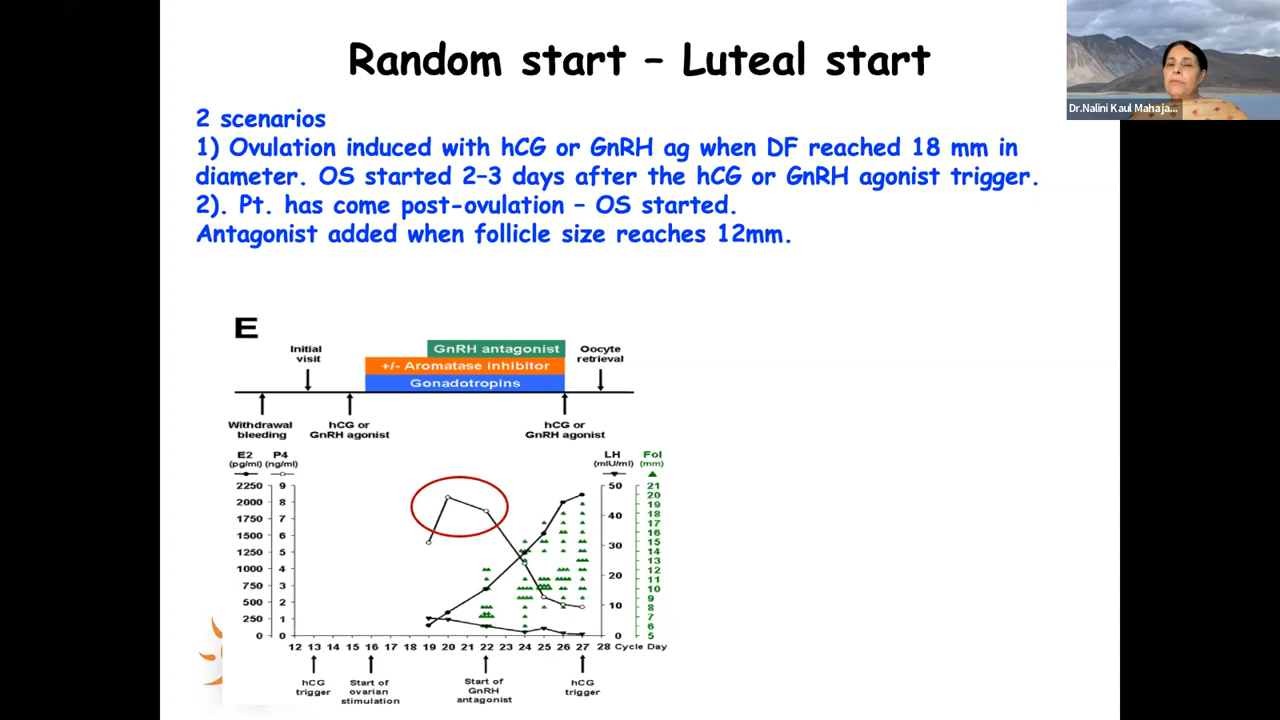 Random start – Luteal start
Dr.Nalini Kaul Mahaja...
2 scenarios
1) Ovulation induced with hCG or GnRH ag when DF reached 18 mm in
diameter. OS started 2–3 days after the hCG or GnRH agonist trigger.
2). Pt. has come post-ovulation – OS started.
Antagonist added when follicle size reaches 12mm.
E
Initial
visit
GnRH antagonist
+/- Aromatase inhibitor
Gonadotropins
Oocyte
retrieval
Withdrawal
bleeding
hCG or
GnRH agonist
hCG or
GnRH agonist
E2
(pg/ml)
P4
(ng/ml)
LH
(mIU/ml)
Fol
(mm)
2250 9 50 21
20
2000 8 19
40 18
1750 7 17
1500 6 16
15
30 14
1250 5 13
1000 4 12
20 11
750 3 10
9
500 2 10 8
250 1 7
6
0 0 0 5
12 13 14 15 16 17 18 19 20 21 22 23 24 25 26 27 28 Cycle Day
hCG
trigger
Start of
ovarian
stimulation
Start of
GnRH
antagonist
hCG
trigger